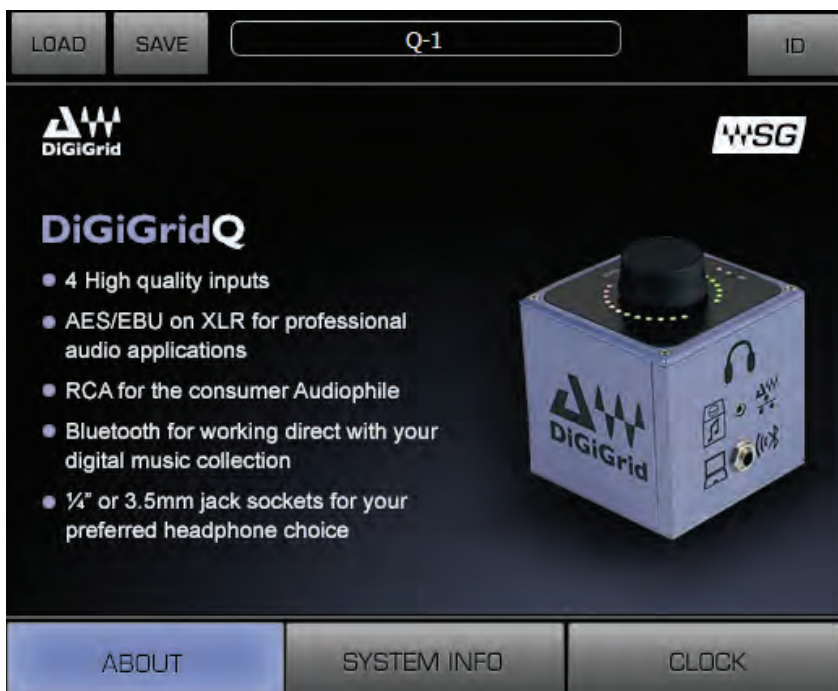 LOAD SAVE Q-1 ID
DiGiGrid
SG
DiGiGridQ
4 High quality inputs
AES/EBU on XLR for professional
audio applications
RCA for the consumer Audiophile
Bluetooth for working direct with your
digital music collection
¼" or 3.5mm jack sockets for your
preferred headphone choice
DiGiGrid
ABOUT SYSTEM INFO CLOCK